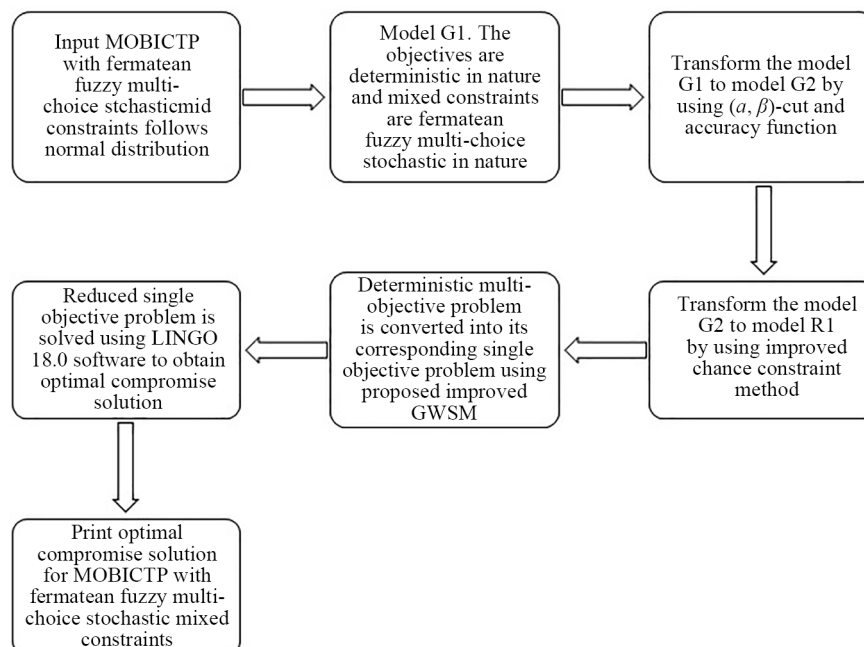 Input MOBICTP
with fermatean
fuzzy multi-
choice stchasticmid
constraints follows
normal distribution
Model G1. The
objectives are
deterministic in nature
and mixed constraints
are fermatean
fuzzy multi-choice
stochastic in nature
Transform the model
G1 to model G2 by
using (α, β)-cut and
accuracy function
Transform the model
G2 to model R1
by using improved
chance constraint
method
Deterministic multi-
objective problem
is converted into its
corresponding single
objective problem using
proposed improved
GWSM
Reduced single
objective problem is
solved using LINGO
18.0 software to obtain
optimal compromise
solution
Print optimal
compromise solution
for MOBICTP with
fermatean fuzzy multi-
choice stochastic mixed
constraints